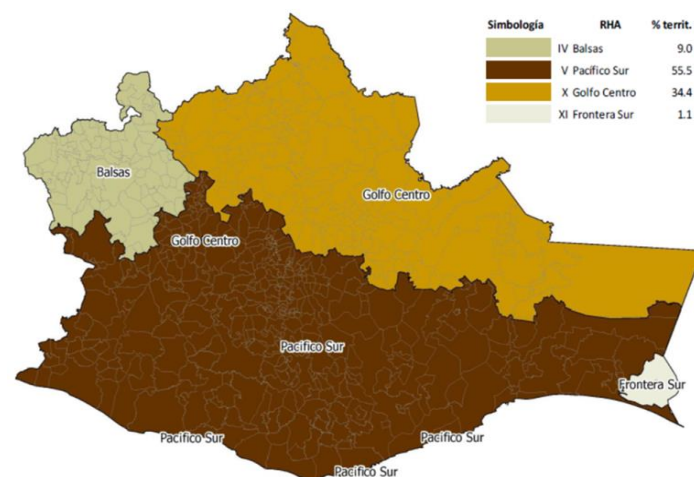 Simbología RHA % territ.
IV Balsas 9.0
V Pacífico Sur 55.5
X Golfo Centro 34.4
XI Frontera Sur 1.1
Balsas
Golfo Centro
Golfo Centro
Pacífico Sur
Frontera Sur
Pacífico Sur
Pacífico Sur
Pacífico Sur